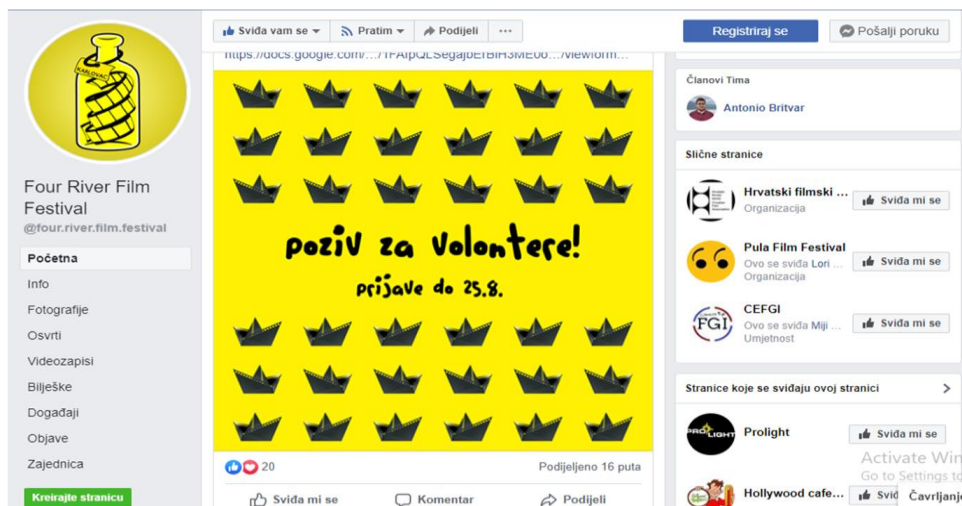 KARLOVAC
Four River Film
Festival
@four.river.film.festival
Početna
Info
Fotografije
Osvrti
Videozapisi
Bilješke
Događaji
Objave
Zajednica
Kreirajte stranicu
Sviđa vam se
Pratim
Podijeli
...
poziv za volontere!
prijave do 25.8.
20
Podijeljeno 16 puta
Sviđa mi se
Komentar
Podijeli
Registriraj se
Pošalji poruku
Članovi Tima
Antonio Britvar
Slične stranice
Hrvatski filmski ...
Organizacija
Sviđa mi se
Pula Film Festival
Ovo se sviđa Lori ...
Organizacija
Sviđa mi se
FGI
CEFGI
Ovo se sviđa Miji ...
Umjetnost
Sviđa mi se
Stranice koje se sviđaju ovoj stranici
PROLIGHT
Prolight
Sviđa mi se
Activate Win
Go to Settings to
Hollywood cafe...
Sviđ
Čavrljanje